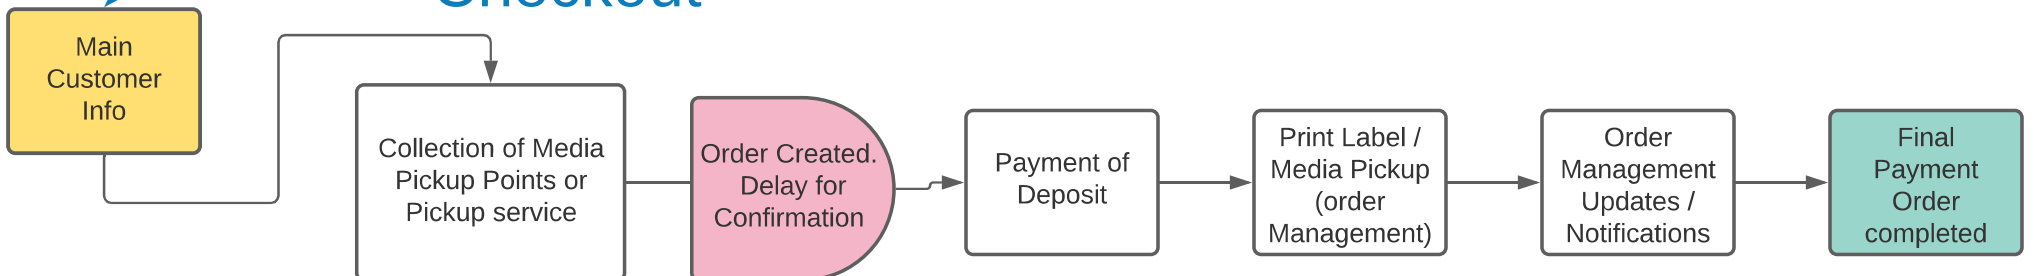 Checkout
Main
Customer
Info
Collection of Media
Pickup Points or
Pickup service
Order Created.
Delay for
Confirmation
Payment of
Deposit
Print Label /
Media Pickup
(order
Management)
Order
Management
Updates /
Notifications
Final
Payment
Order
completed